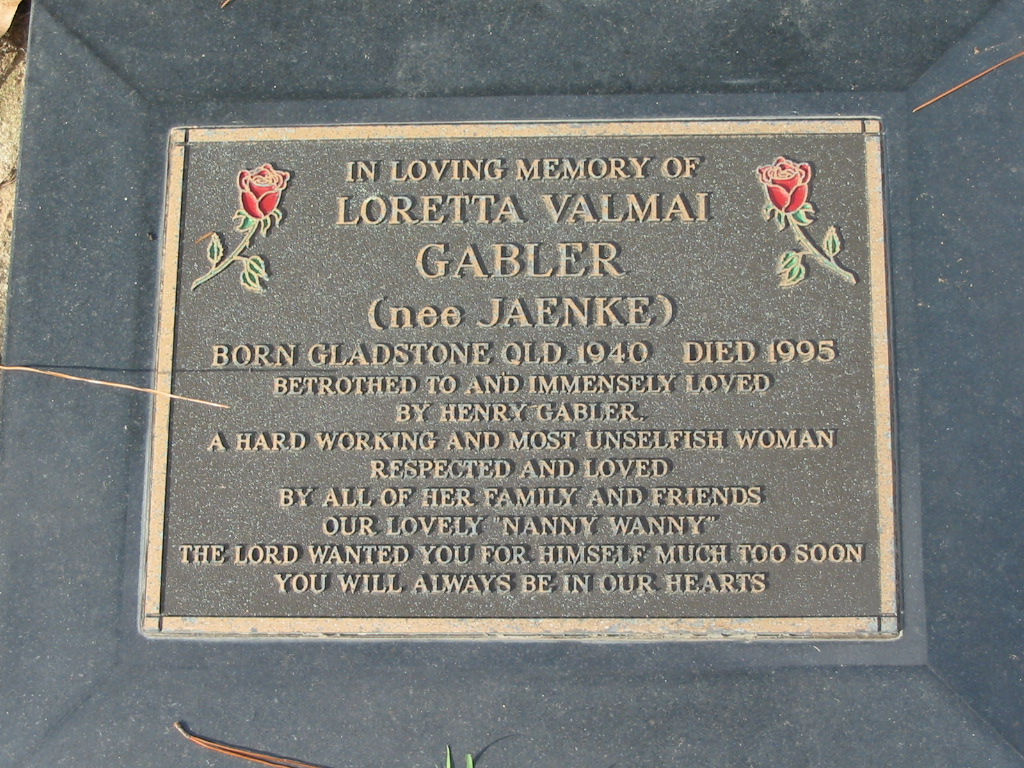 IN LOVING MEMORY OF
LORETTA VALMAI
GABLER
(nee JAENKE)
BORN GLADSTONE QLD. 1940 DIED 1995
BETROTHED TO AND IMMENSELY LOVED
BY HENRY GABLER.
A HARD WORKING AND MOST UNSELFISH WOMAN
RESPECTED AND LOVED
BY ALL OF HER FAMILY AND FRIENDS
OUR LOVELY "NANNY WANNY"
THE LORD WANTED YOU FOR HIMSELF MUCH TOO SOON
YOU WILL ALWAYS BE IN OUR HEARTS